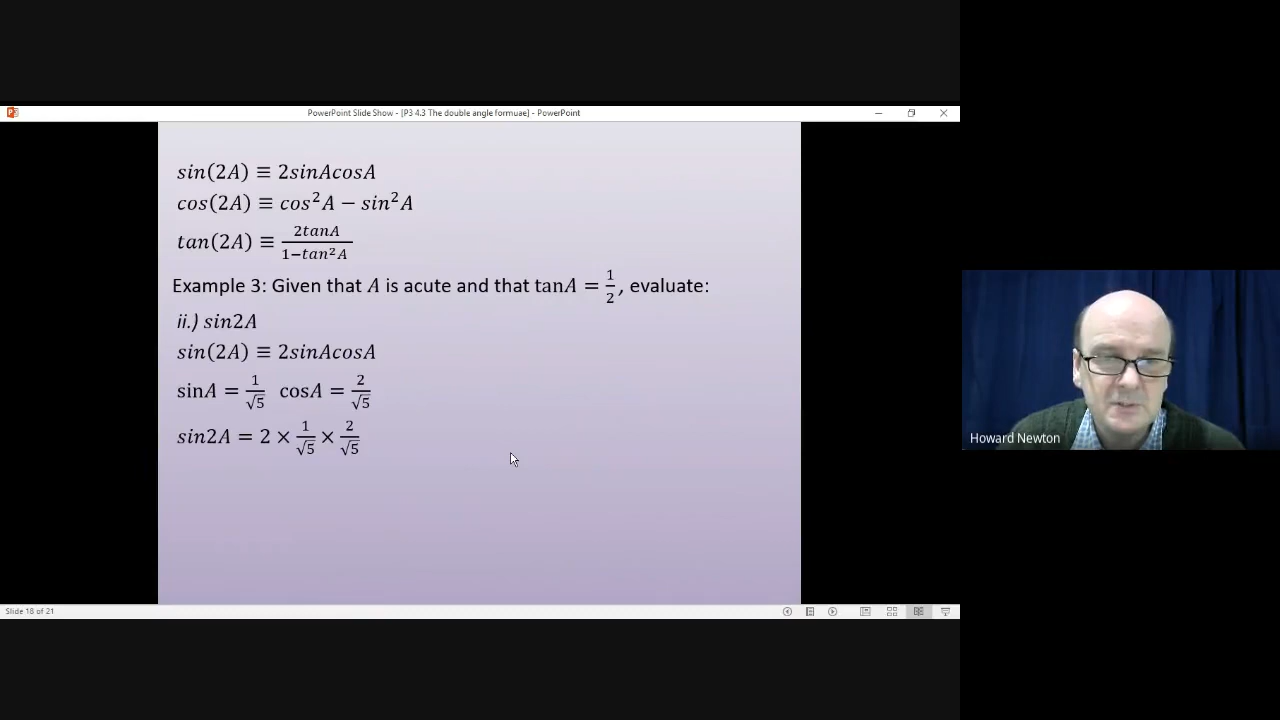 PowerPoint Slide Show - [P3 4.3 The double angle formuae] - PowerPoint
sin(2A) ≡ 2sinAcosA
cos(2A) ≡ cos²A − sin²A
tan(2A) ≡ 2tanA/1−tan²A
Example 3: Given that A is acute and that tanA = 1/2, evaluate:
ii.) sin2A
sin(2A) ≡ 2sinAcosA
sinA = 1/√5 cosA = 2/√5
sin2A = 2 × 1/√5 × 2/√5
Howard Newton
Slide 18 of 21